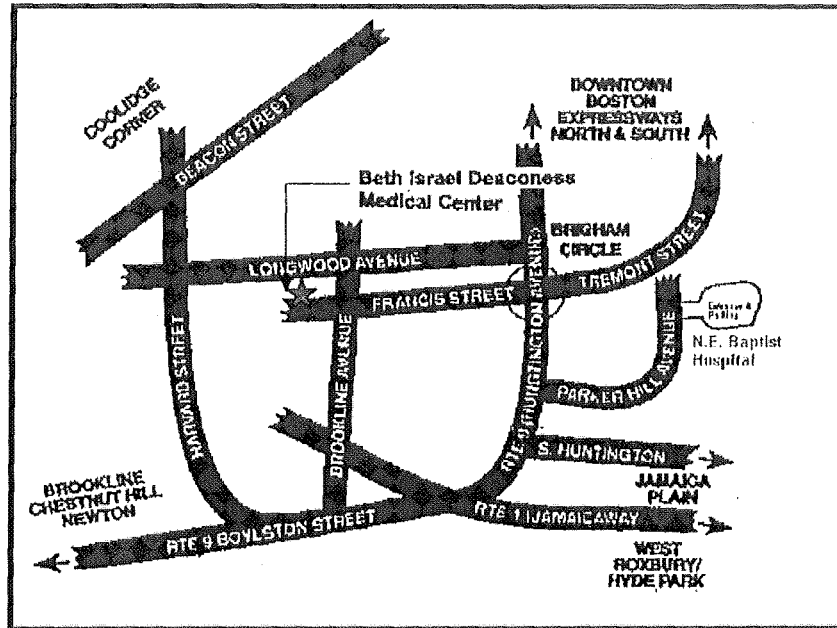 COOLIDGE
CORNER
BEACON STREET
DOWNTOWN
BOSTON
EXPRESSWAYS
NORTH & SOUTH
Beth Israel Deaconess
Medical Center
BRIGHAM
CIRCLE
LONGWOOD AVENUE
FRANCIS STREET
TREMONT STREET
HARVARD STREET
BROOKLINE AVENUE
RTE 9 HUNTINGTON AVENUE
PARKER HILL AVENUE
Parking
N.E. Baptist
Hospital
S. HUNTINGTON
JAMAICA
PLAIN
BROOKLINE
CHESTNUT HILL
NEWTON
RTE 9 BOYLSTON STREET
RTE 1 JAMAICAWAY
WEST
ROXBURY/
HYDE PARK